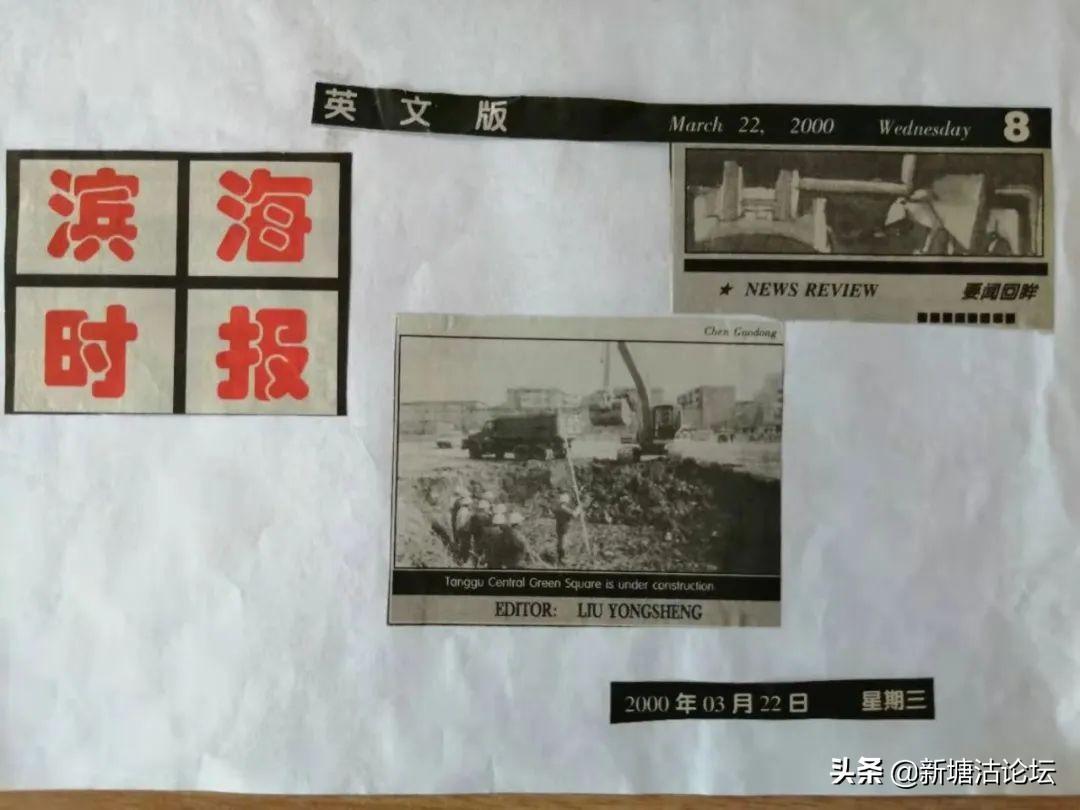 英文版
March 22, 2000 Wednesday 8
滨海
时报
★ NEWS REVIEW 要闻回眸
Chen Guodong
Tanggu Central Green Square is under construction
EDITOR: LIU YONGSHENG
2000年03月22日 星期三
头条 @新塘沽论坛